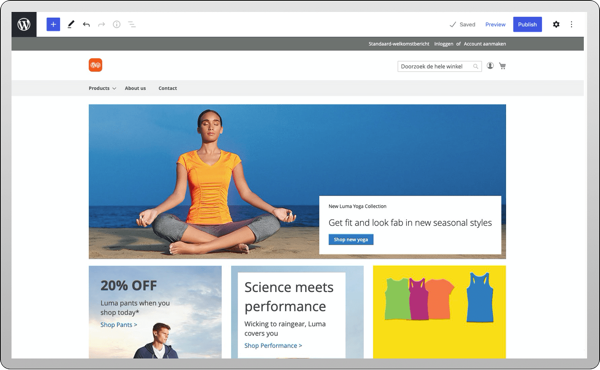 Saved Preview Publish
Standaard-welkomstbericht Inloggen of Account aanmaken
Doorzoek de hele winkel
Products About us Contact
New Luma Yoga Collection
Get fit and look fab in new seasonal styles
Shop new yoga
20% OFF
Luma pants when you
shop today*
Shop Pants >
Science meets
performance
Wicking to raingear, Luma
covers you
Shop Performance >